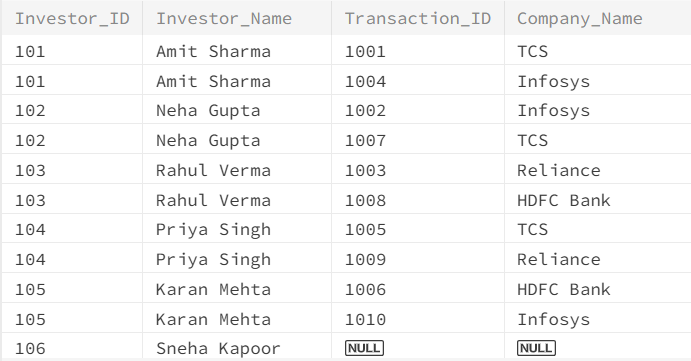 Investor_ID Investor_Name Transaction_ID Company_Name
101 Amit Sharma 1001 TCS
101 Amit Sharma 1004 Infosys
102 Neha Gupta 1002 Infosys
102 Neha Gupta 1007 TCS
103 Rahul Verma 1003 Reliance
103 Rahul Verma 1008 HDFC Bank
104 Priya Singh 1005 TCS
104 Priya Singh 1009 Reliance
105 Karan Mehta 1006 HDFC Bank
105 Karan Mehta 1010 Infosys
106 Sneha Kapoor NULL NULL